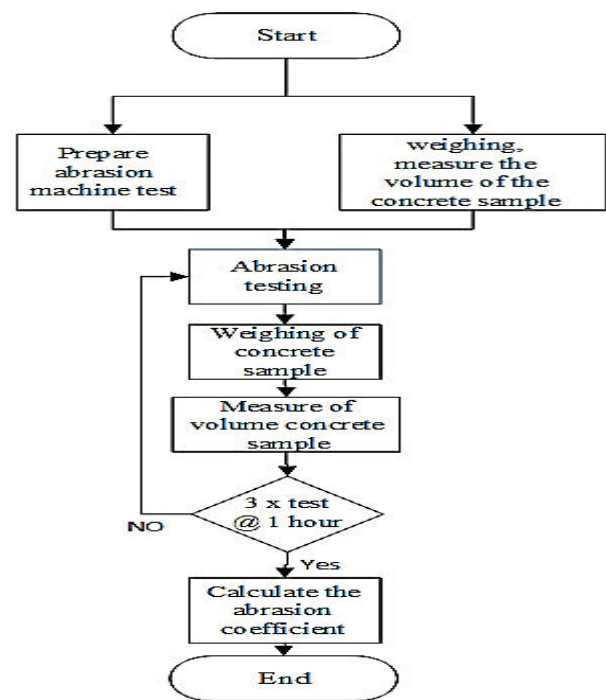 Start
Prepare
abrasion
machine test
weighing,
measure the
volume of the
concrete sample
Abrasion
testing
Weighing of
concrete
sample
Measure of
volume concrete
sample
3 x test
@ 1 hour
NO
Yes
Calculate the
abrasion
coefficient
End